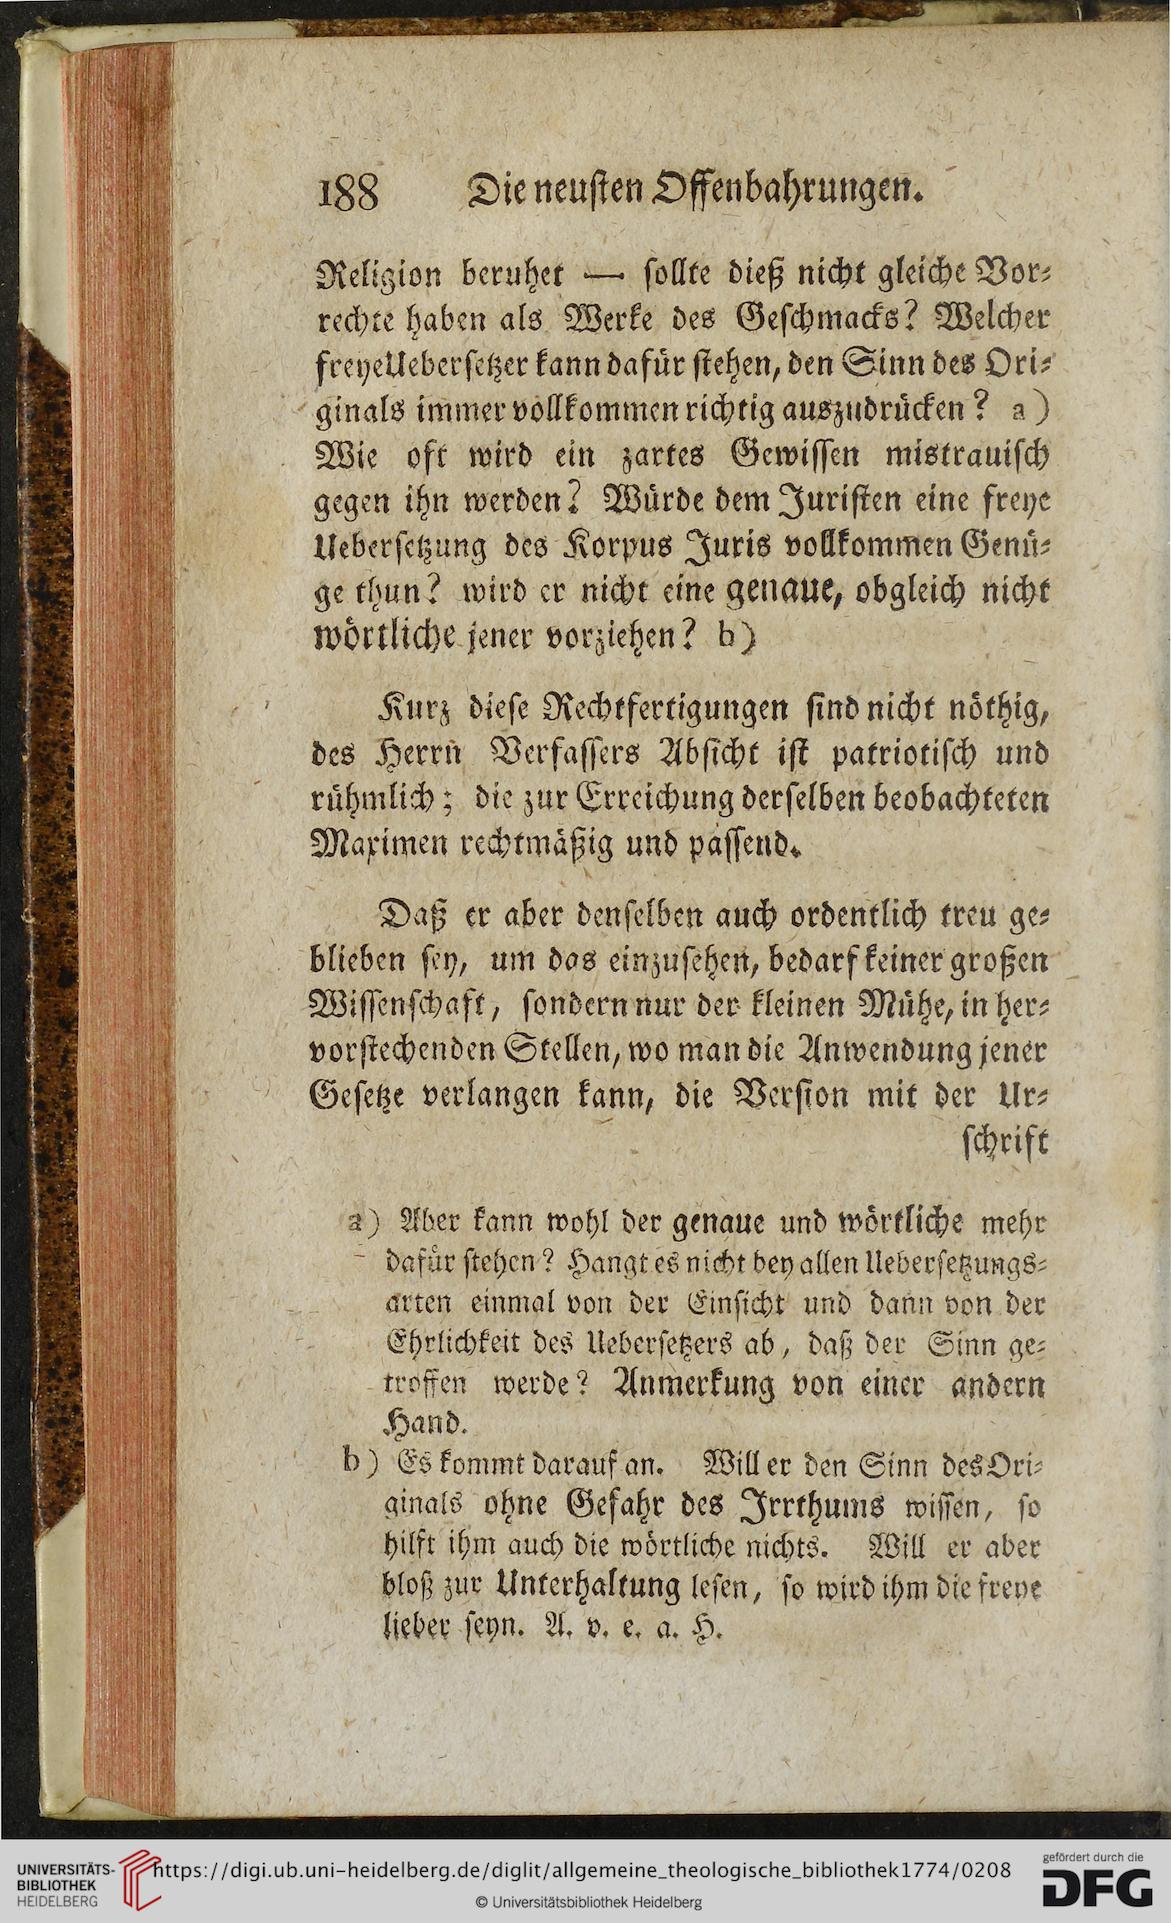 188 Die neusten Offenbahrungen.
Religion beruhet — sollte dieß nicht gleiche Vor⸗
rechte haben als Werke des Geschmacks? Welcher
freye Uebersetzer kann dafür stehen, den Sinn des Ori⸗
ginals immer vollkommen richtig auszudrücken? a)
Wie oft wird ein zartes Gewissen mistrauisch
gegen ihn werden? Würde dem Juristen eine freye
Uebersetzung des Korpus Juris vollkommen Genü⸗
ge thun? wird er nicht eine genaue, obgleich nicht
wörtliche jener vorziehen? b)
Kurz diese Rechtfertigungen sind nicht nöthig,
des Herrn Verfassers Absicht ist patriotisch und
rühmlich; die zur Erreichung derselben beobachteten
Maximen rechtmäßig und passend.
Daß er aber denselben auch ordentlich treu ge⸗
blieben sey, um das einzusehen, bedarf keiner großen
Wissenschaft, sondern nur der kleinen Mühe, in her⸗
vorstechenden Stellen, wo man die Anwendung jener
Gesetze verlangen kann, die Version mit der Ur⸗
schrift
a) Aber kann wohl der genaue und wörtliche mehr
dafür stehen? Hangt es nicht bey allen Uebersetzungs⸗
arten einmal von der Einsicht und dann von der
Ehrlichkeit des Uebersetzers ab, daß der Sinn ge⸗
troffen werde? Anmerkung von einer andern
Hand.
b) Es kommt darauf an. Will er den Sinn des Ori⸗
ginals ohne Gefahr des Irrthums wissen, so
hilft ihm auch die wörtliche nichts. Will er aber
bloß zur Unterhaltung lesen, so wird ihm die freye
lieber seyn. A. v. e. a. H.
UNIVERSITÄTS-
BIBLIOTHEK
HEIDELBERG
https://digi.ub.uni-heidelberg.de/diglit/allgemeine_theologische_bibliothek1774/0208
© Universitätsbibliothek Heidelberg
gefördert durch die
DFG